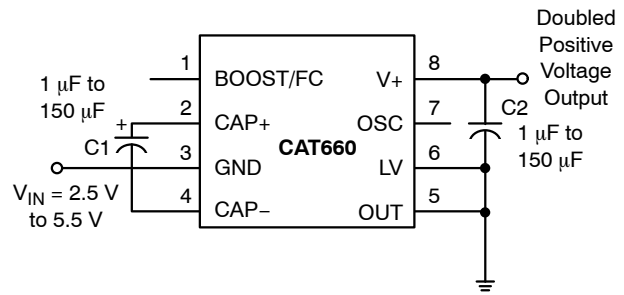 Doubled
Positive
Voltage
Output
1 BOOST/FC V+ 8
1 µF to
150 µF
+
C1
2 CAP+ OSC 7
C2
1 µF to
150 µF
CAT660
3 GND LV 6
VIN = 2.5 V
to 5.5 V
4 CAP− OUT 5